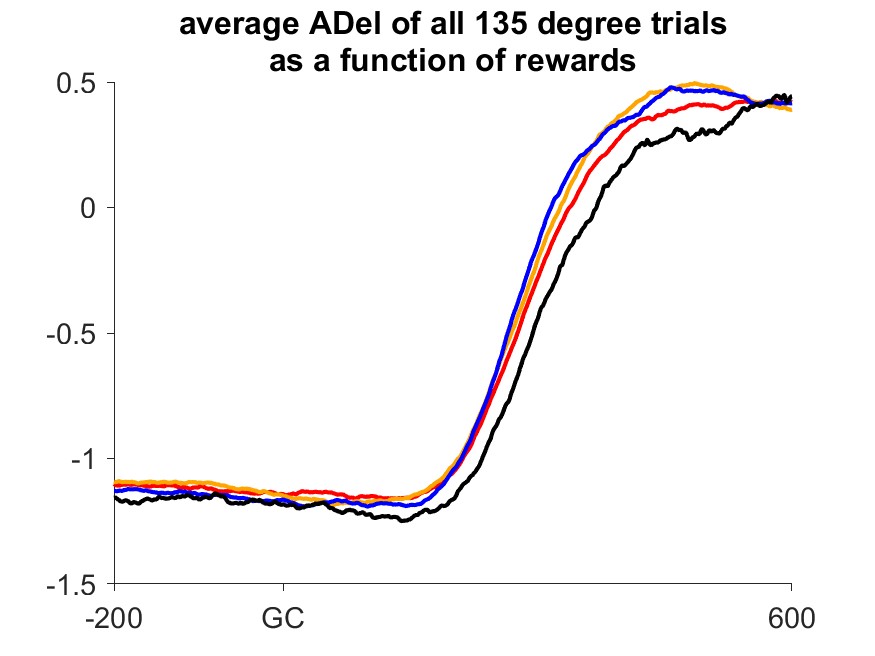 average ADel of all 135 degree trials
as a function of rewards
0.5
0
-0.5
-1
-1.5
-200 GC 600